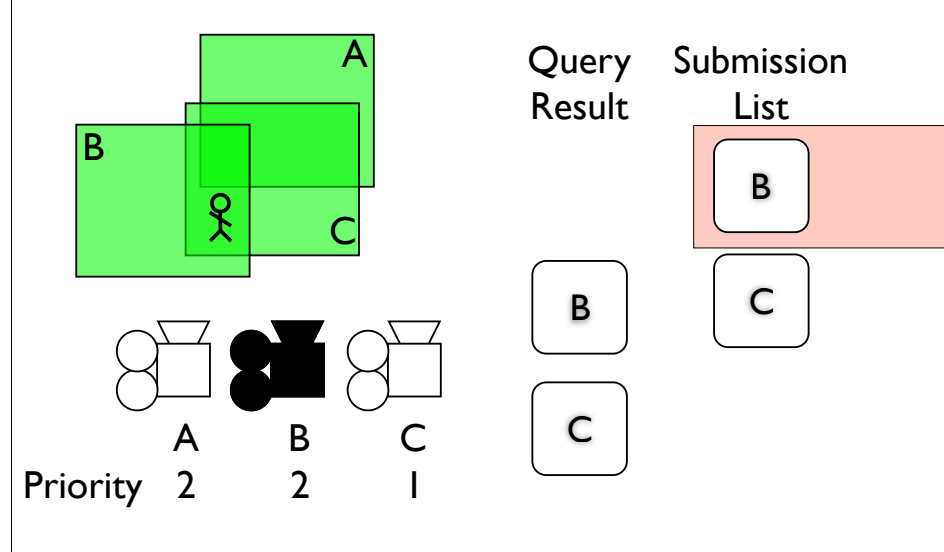 A
B
C
A B C
Priority 2 2 1
Query
Result
B
C
Submission
List
B
C